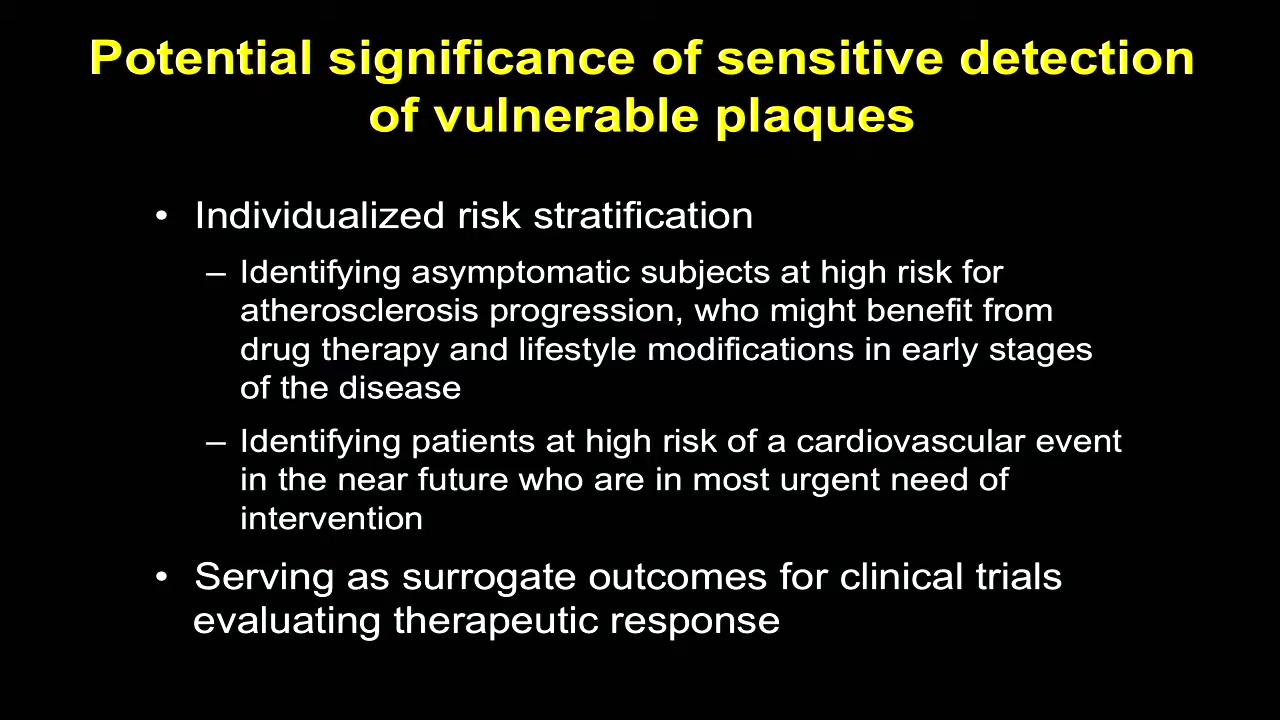 Potential significance of sensitive detection
of vulnerable plaques
• Individualized risk stratification
– Identifying asymptomatic subjects at high risk for
atherosclerosis progression, who might benefit from
drug therapy and lifestyle modifications in early stages
of the disease
– Identifying patients at high risk of a cardiovascular event
in the near future who are in most urgent need of
intervention
• Serving as surrogate outcomes for clinical trials
evaluating therapeutic response